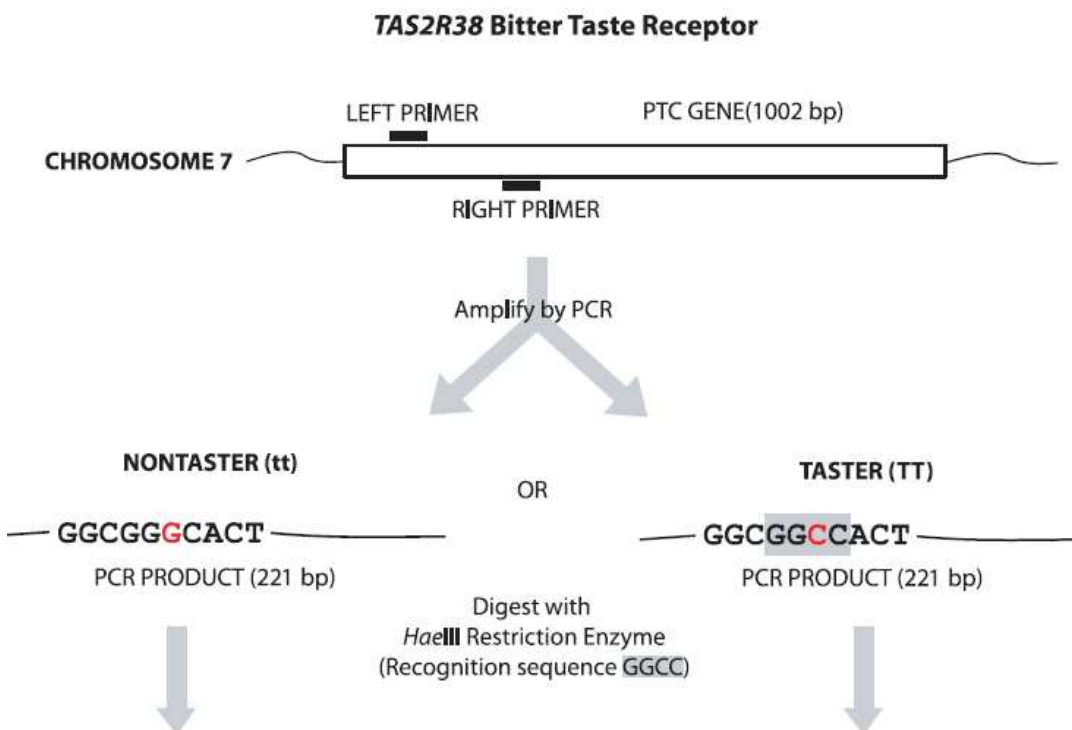 TAS2R38 Bitter Taste Receptor
LEFT PRIMER
PTC GENE(1002 bp)
CHROMOSOME 7
RIGHT PRIMER
Amplify by PCR
NONTASTER (tt)
OR
TASTER (TT)
GGCGGGCACT
GGCGGCCACT
PCR PRODUCT (221 bp)
PCR PRODUCT (221 bp)
Digest with
HaeIII Restriction Enzyme
(Recognition sequence GGCC)